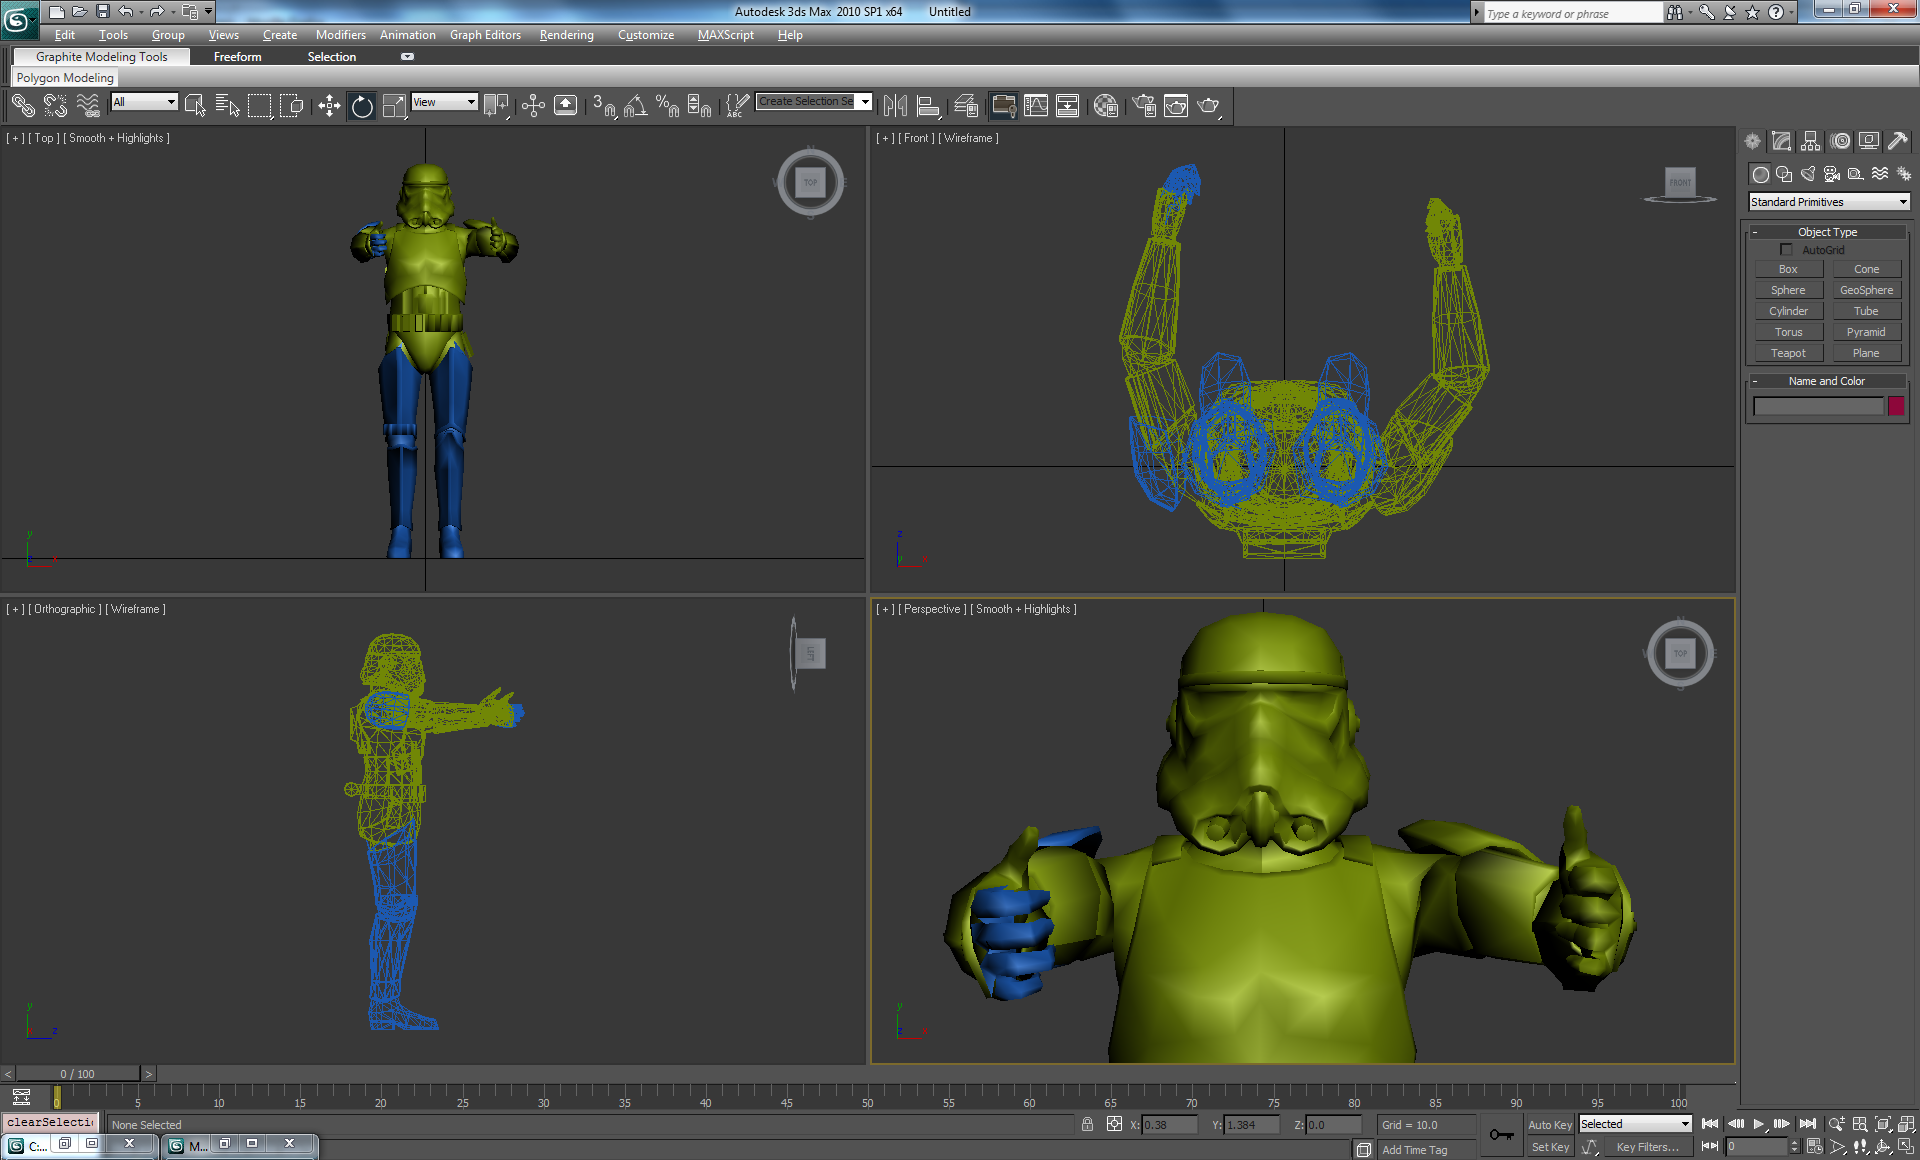 Autodesk 3ds Max 2010 SP1 x64 Untitled
Type a keyword or phrase
Edit Tools Group Views Create Modifiers Animation Graph Editors Rendering Customize MAXScript Help
Graphite Modeling Tools Freeform Selection
Polygon Modeling
All View 3 % ABC Create Selection Se
[ + ] [ Top ] [ Smooth + Highlights ]
TOP
[ + ] [ Front ] [ Wireframe ]
FRONT
Standard Primitives
- Object Type
AutoGrid
Box Cone
Sphere GeoSphere
Cylinder Tube
Torus Pyramid
Teapot Plane
- Name and Color
y
z x
z
y x
[ + ] [ Orthographic ] [ Wireframe ]
LEFT
[ + ] [ Perspective ] [ Smooth + Highlights ]
TOP
y
z
y
z x
< 0 / 100 >
0 5 10 15 20 25 30 35 40 45 50 55 60 65 70 75 80 85 90 95 100
clearSelectio
None Selected
X: 0.38 Y: 1.384 Z: 0.0 Grid = 10.0
Auto Key Selected
C:... M...
Add Time Tag
Set Key Key Filters... 0